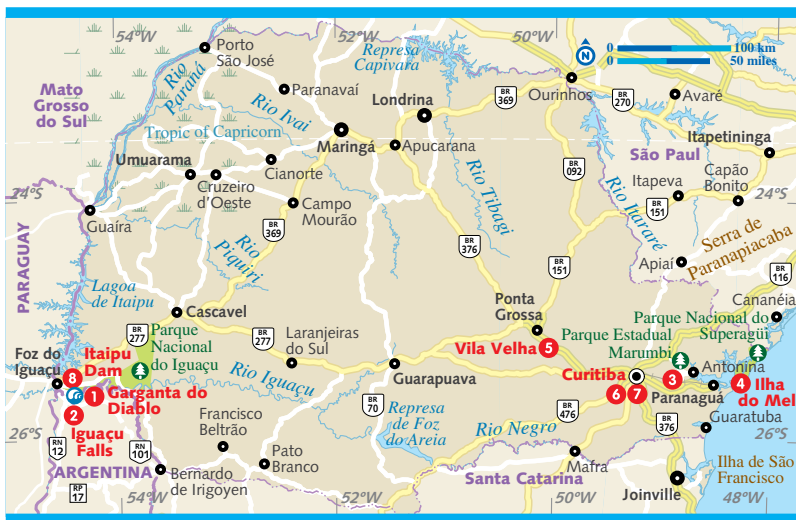 54°W
52°W
50°W
N
0 100 km
0 50 miles
Porto
São José
Mato
Grosso
do Sul
Rio
Paraná
Paranavaí
Represa
Capivara
Londrina
BR
369
Ourinhos
BR
270
Avaré
Rio Ivai
Tropic of Capricorn
Maringá
Apucarana
Itapetininga
Umuarama
Cianorte
Cruzeiro
d'Oeste
BR
092
São Paul
Capão
Bonito
Itapeva
24°S
24°S
Campo
Mourão
Rio Tibagi
Rio Itararé
BR
151
Guaíra
BR
369
Rio
Piquiri
BR
376
Serra de
Paranapiacaba
PARAGUAY
BR
151
Apiaí
BR
116
Lagoa
de Itaipu
Cananéia
Cascavel
Ponta
Grossa
Parque Nacional do
Superagüi
BR
277
Parque
Nacional
do Iguaçu
BR
277
Laranjeiras
do Sul
Vila Velha 5
Parque Estadual
Marumbi
Foz do
Iguaçu
Itaipu
Dam
8
Rio Iguaçu
Guarapuava
Curitiba
3
Antonina
4 Ilha
do Mel
1 Garganta do
Diablo
6 7
Paranaguá
2
Iguaçu
Falls
BR
70
Represa
de Foz
do Areia
BR
476
BR
376
Guaratuba
Francisco
Beltrão
Rio Negro
26°S
26°S
RN
12
RN
101
Pato
Branco
ARGENTINA
Bernardo
de Irigoyen
Santa Catarina
Mafra
Ilha de São
Francisco
RP
17
Joinville
54°W
52°W
50°W
48°W